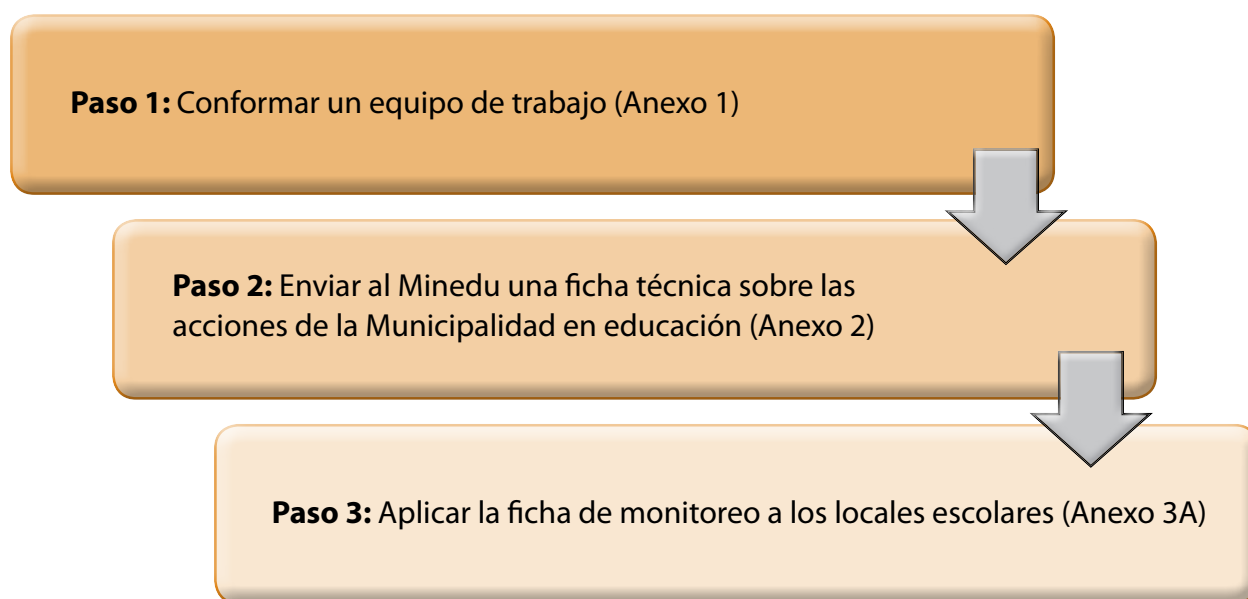 Paso 1: Conformar un equipo de trabajo (Anexo 1)
Paso 2: Enviar al Minedu una ficha técnica sobre las
acciones de la Municipalidad en educación (Anexo 2)
Paso 3: Aplicar la ficha de monitoreo a los locales escolares (Anexo 3A)